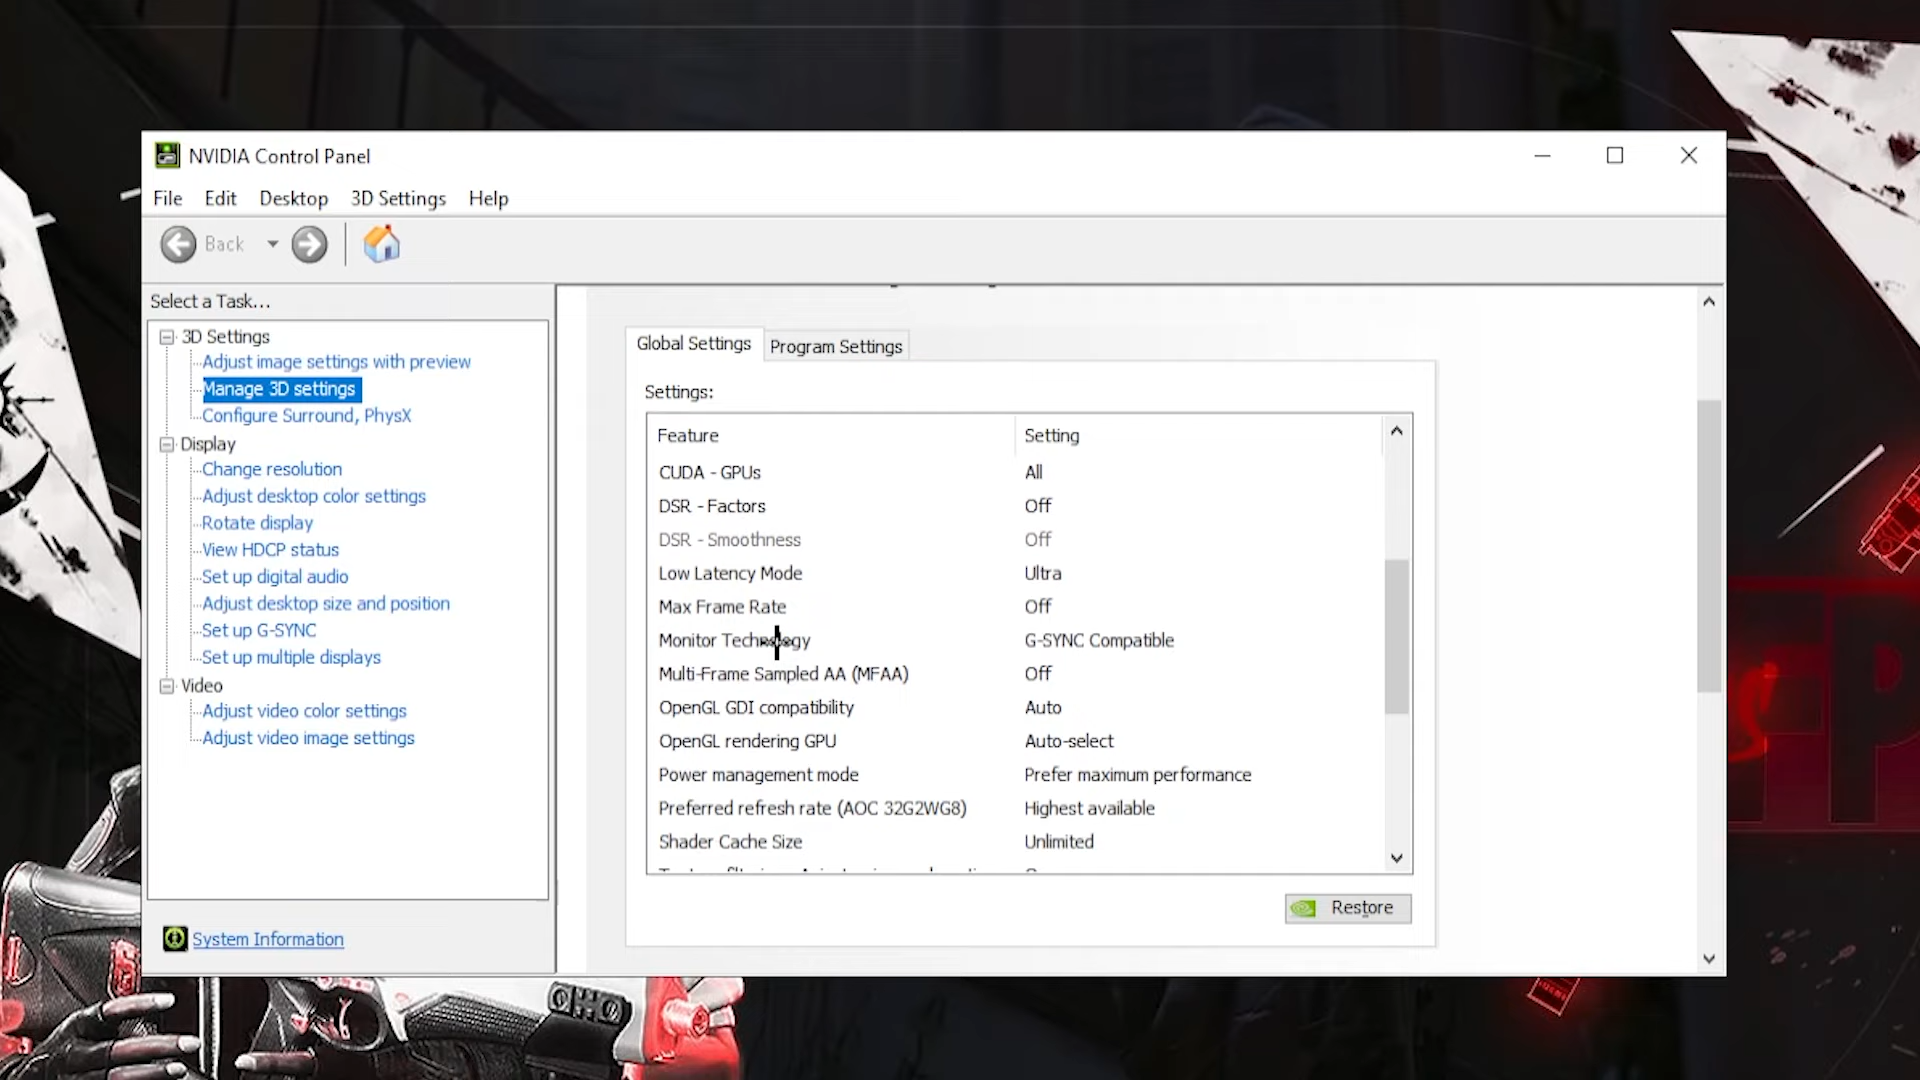 NVIDIA Control Panel
File Edit Desktop 3D Settings Help
Back
Select a Task...
3D Settings
Adjust image settings with preview
Manage 3D settings
Configure Surround, PhysX
Display
Change resolution
Adjust desktop color settings
Rotate display
View HDCP status
Set up digital audio
Adjust desktop size and position
Set up G-SYNC
Set up multiple displays
Video
Adjust video color settings
Adjust video image settings
System Information
Global Settings Program Settings
Settings:
Feature Setting
CUDA - GPUs All
DSR - Factors Off
DSR - Smoothness Off
Low Latency Mode Ultra
Max Frame Rate Off
Monitor Technology G-SYNC Compatible
Multi-Frame Sampled AA (MFAA) Off
OpenGL GDI compatibility Auto
OpenGL rendering GPU Auto-select
Power management mode Prefer maximum performance
Preferred refresh rate (AOC 32G2WG8) Highest available
Shader Cache Size Unlimited
Restore